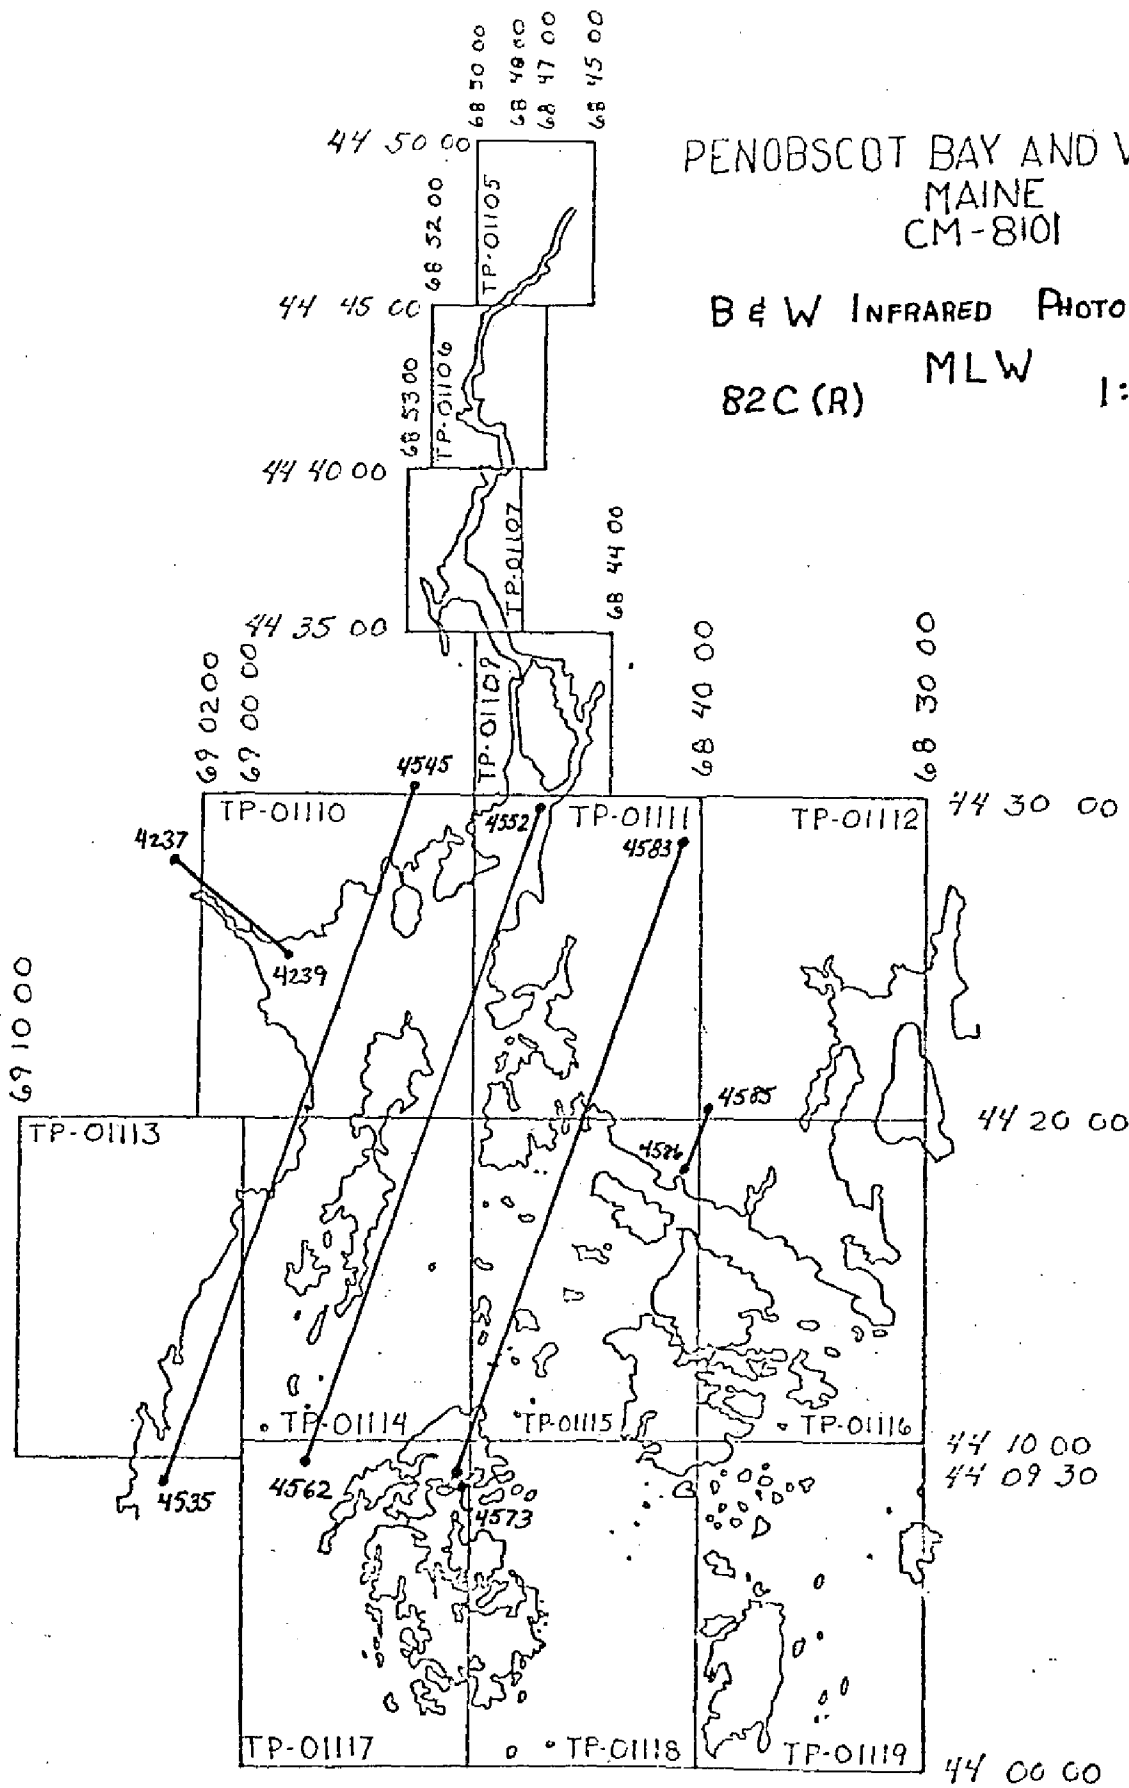 68 50 00
68 48 00
68 47 00
68 45 00
44 50 00
PENOBSCOT BAY AND V
MAINE
CM-8101
68 52 00
TP-01105
44 45 00
B & W INFRARED PHOTO
MLW
82C (R)
1:
68 53 00
TP-01106
44 40 00
TP-01107
68 44 00
44 35 00
69 02 00
69 00 00
TP-01109
68 40 00
68 30 00
4545
44 30 00
TP-01110
4552
TP-01111
TP-01112
4237
4583
4239
69 10 00
4585
44 20 00
TP-01113
4586
TP-01114
TP-01115
TP-01116
44 10 00
44 09 30
4535
4562
4573
TP-01117
TP-01118
TP-01119
44 00 00